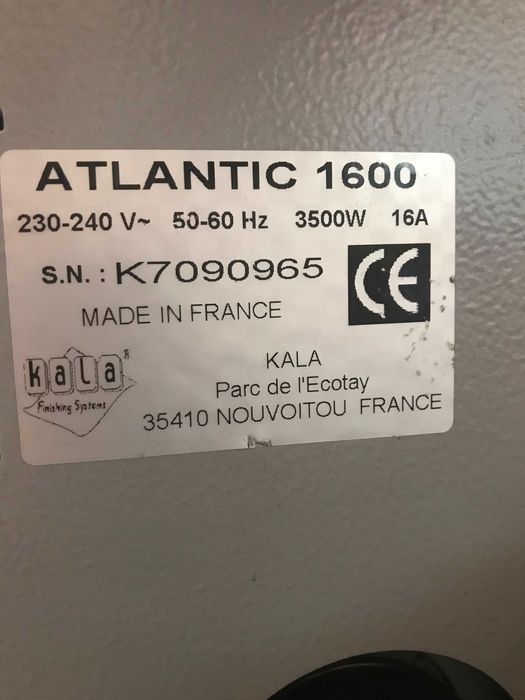 ATLANTIC 1600
230-240 V~ 50-60 Hz 3500W 16A
S.N. : K7090965
CE
MADE IN FRANCE
kala®
Finishing Systems
KALA
Parc de l'Ecotay
35410 NOUVOITOU FRANCE